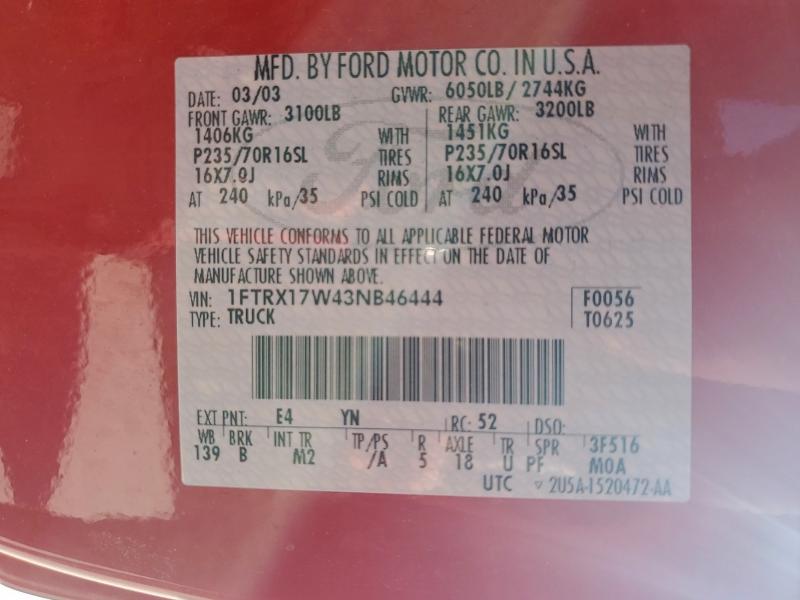 MFD. BY FORD MOTOR CO. IN U.S.A.
DATE: 03/03 GVWR: 6050LB/ 2744KG
FRONT GAWR: 3100LB REAR GAWR: 3200LB
1406KG WITH 1451KG WITH
P235/70R16SL TIRES P235/70R16SL TIRES
16X7.0J RIMS 16X7.0J RIMS
AT 240 kPa/35 PSI COLD AT 240 kPa/35 PSI COLD
Ford
THIS VEHICLE CONFORMS TO ALL APPLICABLE FEDERAL MOTOR
VEHICLE SAFETY STANDARDS IN EFFECT ON THE DATE OF
MANUFACTURE SHOWN ABOVE.
VIN: 1FTRX17W43NB46444 F0056
TYPE: TRUCK T0625
EXT PNT: E4 YN RC: 52 DSO:
WB BRK INT TR TP/PS R AXLE TR SPR 3F516
139 B M2 /A 5 18 U PF M0A
UTC ▽ 2U5A-1520472-AA